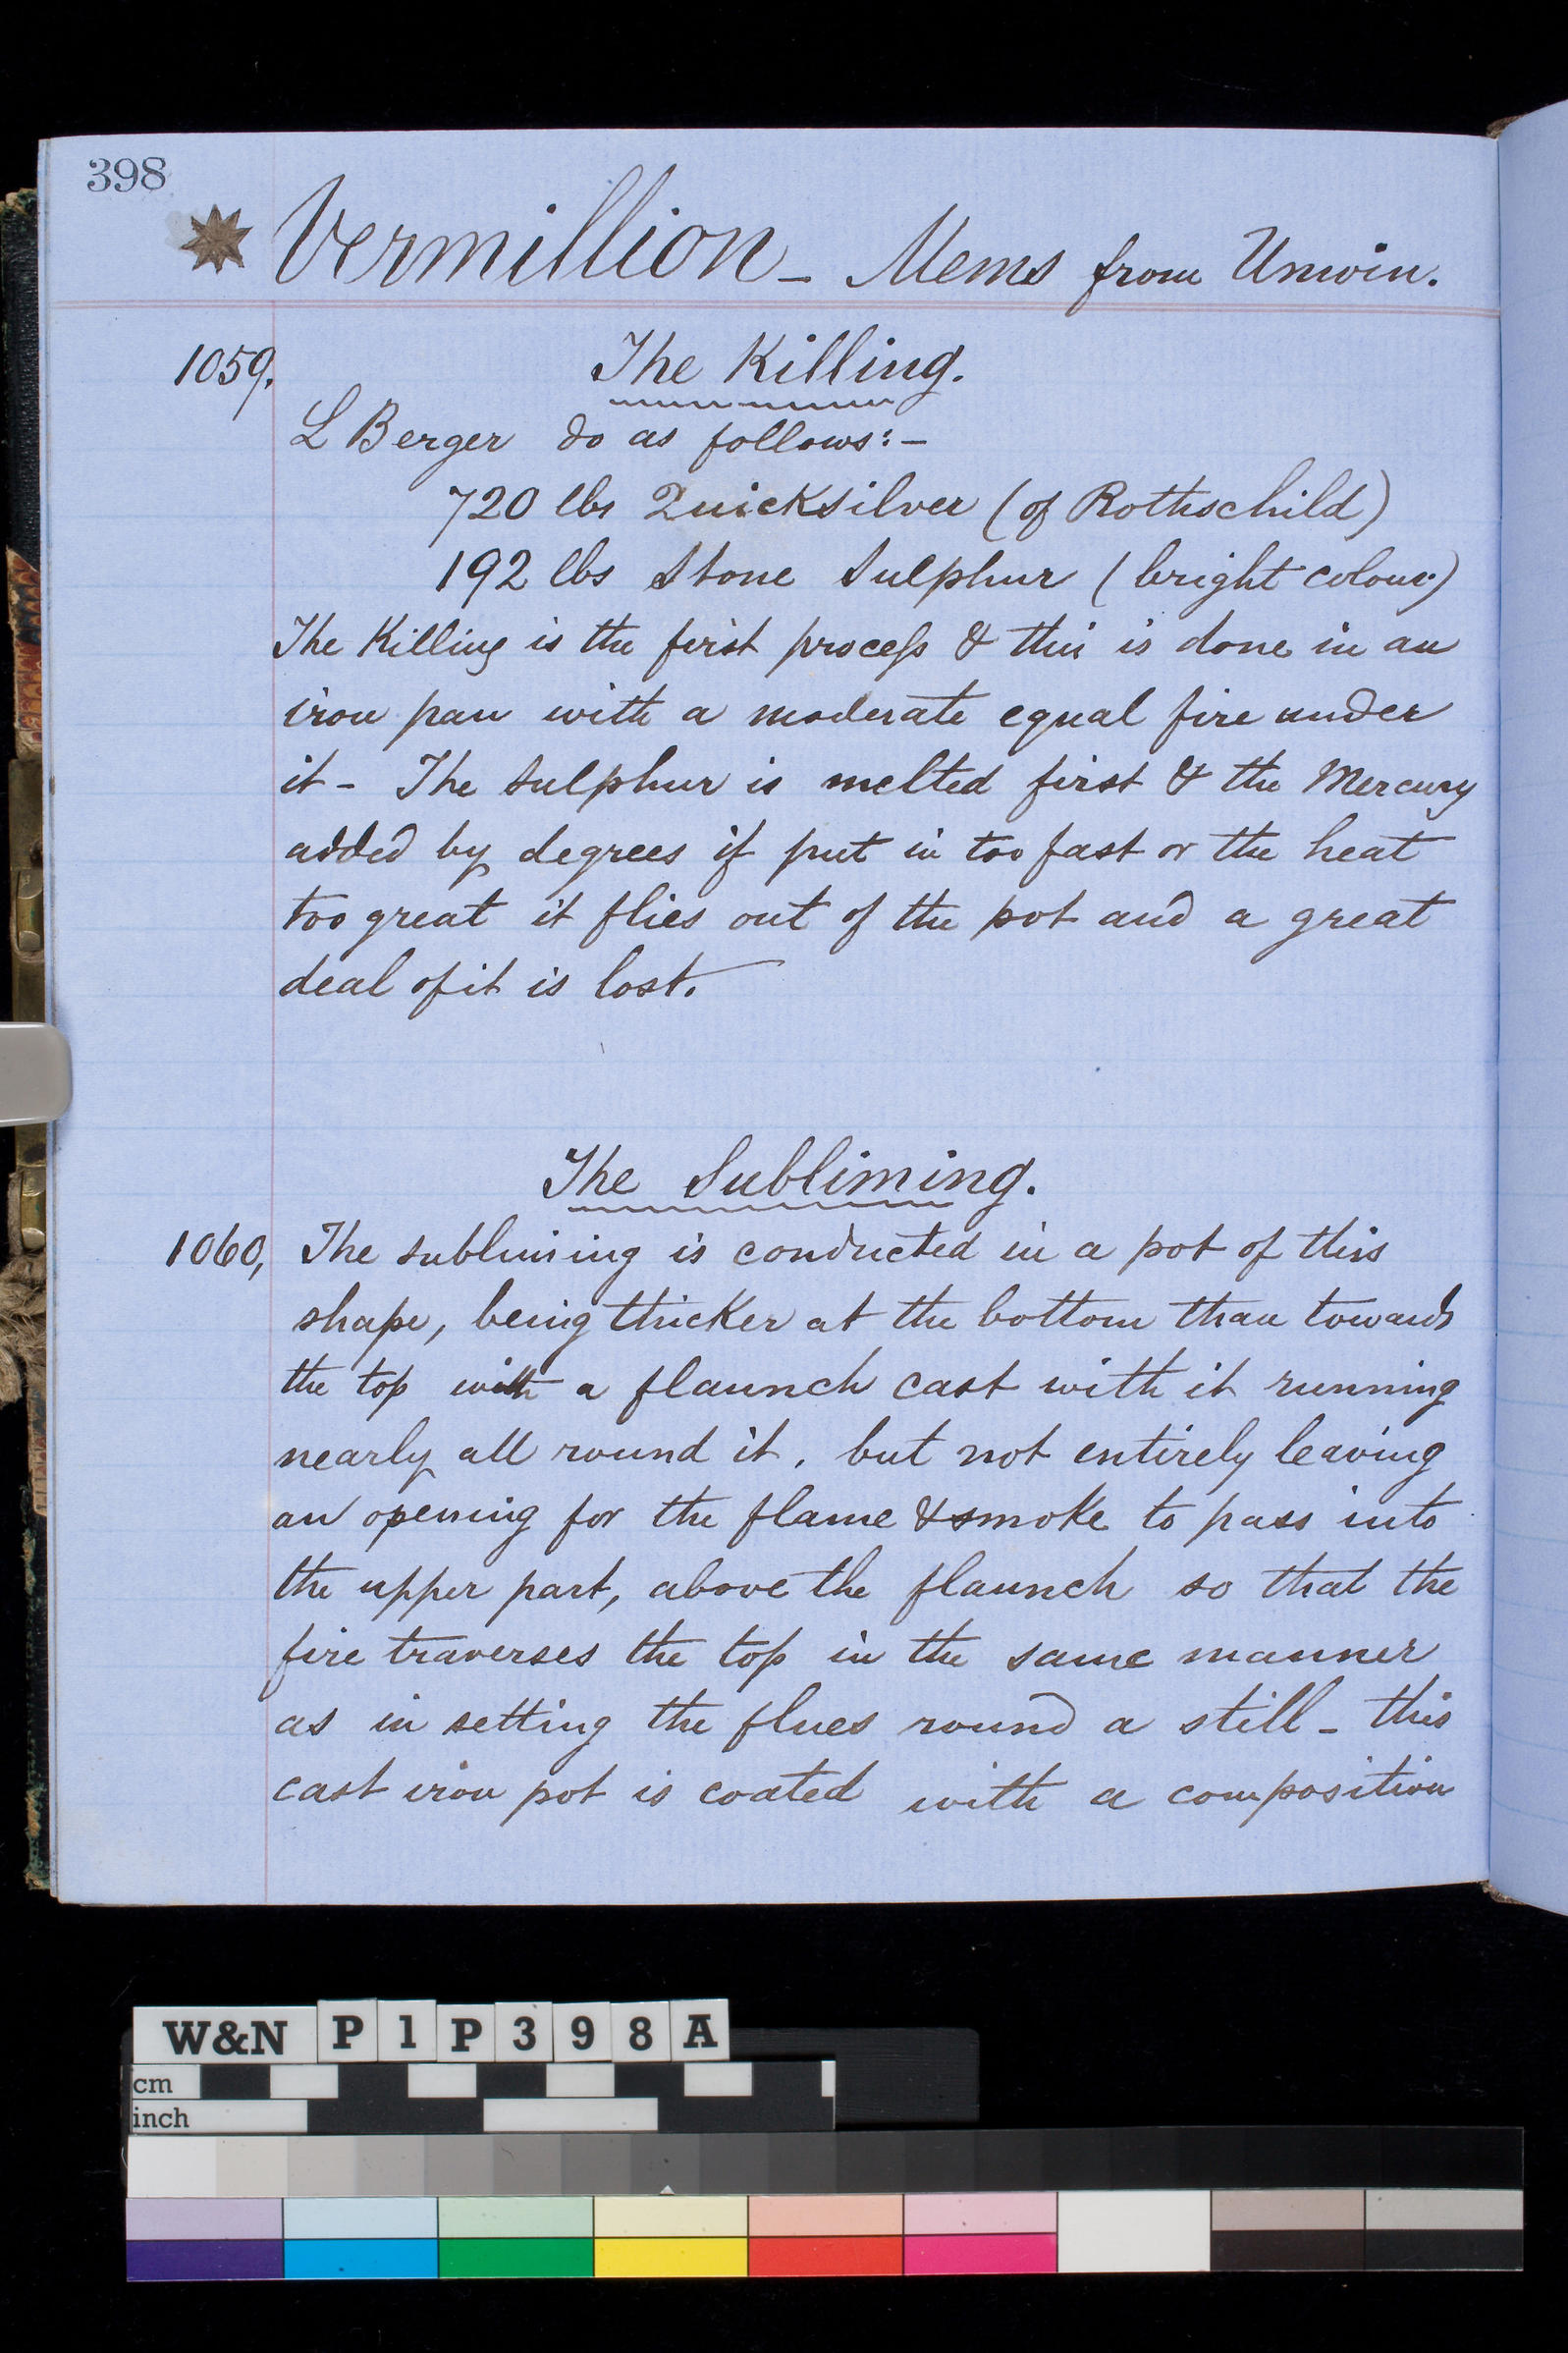 398
Vermillion - Mems from Unwin.
1059. The Killing.
L Berger do as follows:-
720 lbs Quicksilver (of Rothschild)
192 lbs Stone Sulphur (bright colour)
The Killing is the first process & this is done in an
iron pan with a moderate equal fire under
it - The Sulphur is melted first & the Mercury
added by degrees if put in too fast or the heat
too great it flies out of the pot and a great
deal of it is lost.
The Subliming.
1060, The subliming is conducted in a pot of this
shape, being thicker at the bottom than towards
the top with a flaunch cast with it running
nearly all round it, but not entirely leaving
an opening for the flame & smoke to pass into
the upper part, above the flaunch so that the
fire traverses the top in the same manner
as in setting the flues round a still - this
cast iron pot is coated with a composition
W&N P1P398A
cm
inch